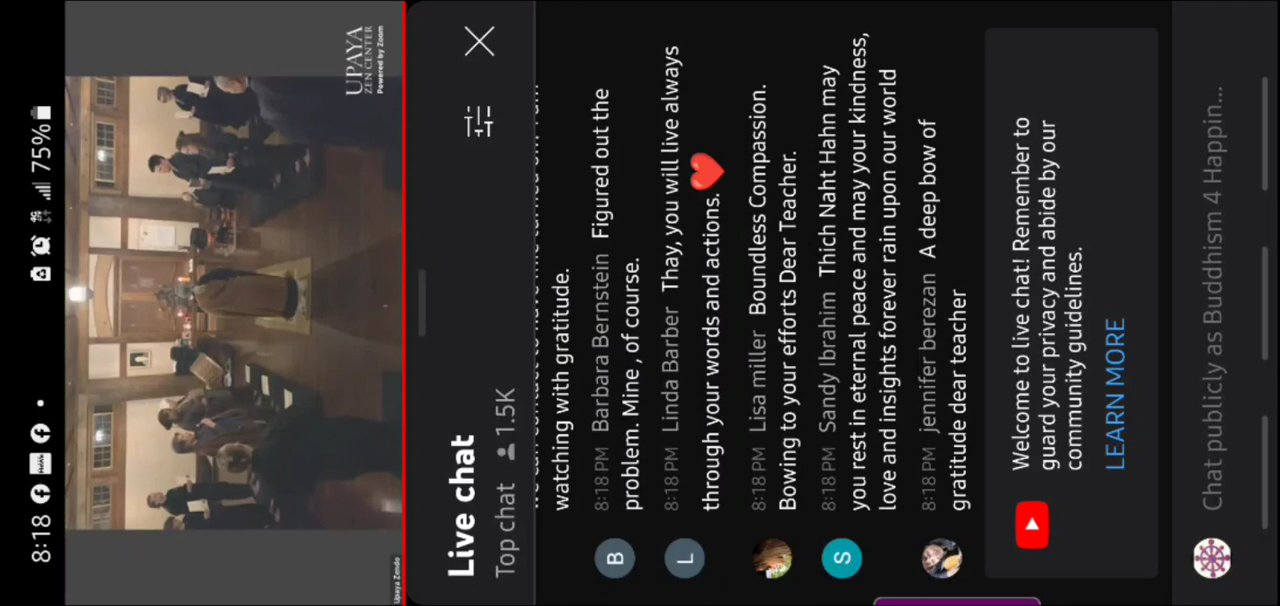 8:18
75%
UPAYA
ZEN CENTER
Powered by Zoom
Upaya Zendo
Live chat
Top chat 1.5K
watching with gratitude.
8:18 PM Barbara Bernstein Figured out the
problem. Mine , of course.
8:18 PM Linda Barber Thay, you will live always
through your words and actions. ❤️
8:18 PM Lisa miller Boundless Compassion.
Bowing to your efforts Dear Teacher.
8:18 PM Sandy Ibrahim Thich Naht Hahn may
you rest in eternal peace and may your kindness,
love and insights forever rain upon our world
8:18 PM jennifer berezan A deep bow of
gratitude dear teacher
B
L
S
Welcome to live chat! Remember to
guard your privacy and abide by our
community guidelines.
LEARN MORE
Chat publicly as Buddhism 4 Happin...